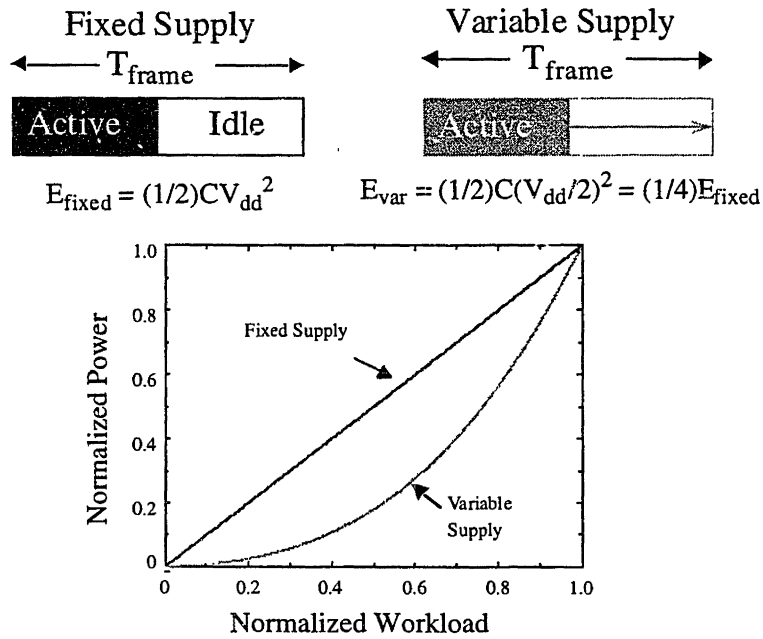 Fixed Supply
T_frame
Active Idle
E_fixed = (1/2)CV_dd^2
Variable Supply
T_frame
Active
E_var = (1/2)C(V_dd/2)^2 = (1/4)E_fixed
Normalized Power
1.0
0.8
0.6
0.4
0.2
0
Fixed Supply
Variable
Supply
0 0.2 0.4 0.6 0.8 1.0
Normalized Workload